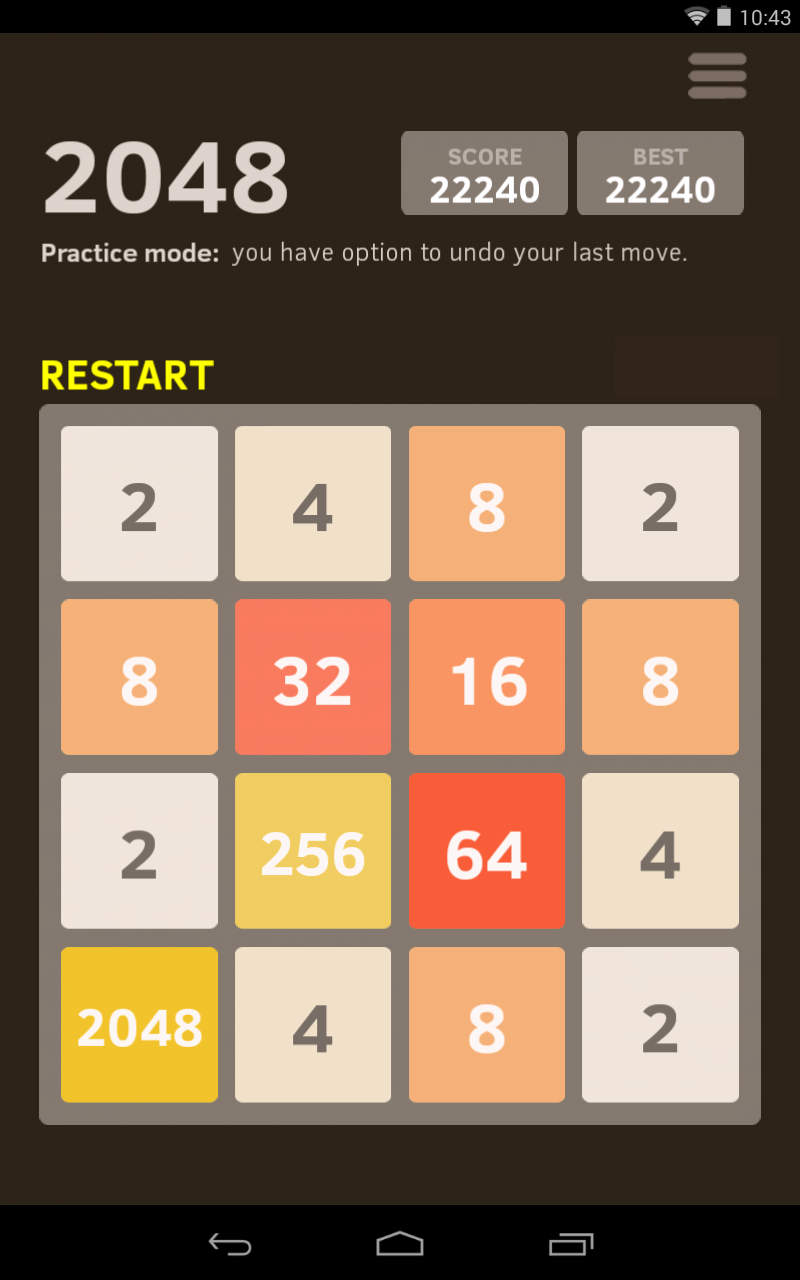 10:43
2048
SCORE BEST
22240 22240
Practice mode: you have option to undo your last move.
RESTART
2 4 8 2
8 32 16 8
2 256 64 4
2048 4 8 2